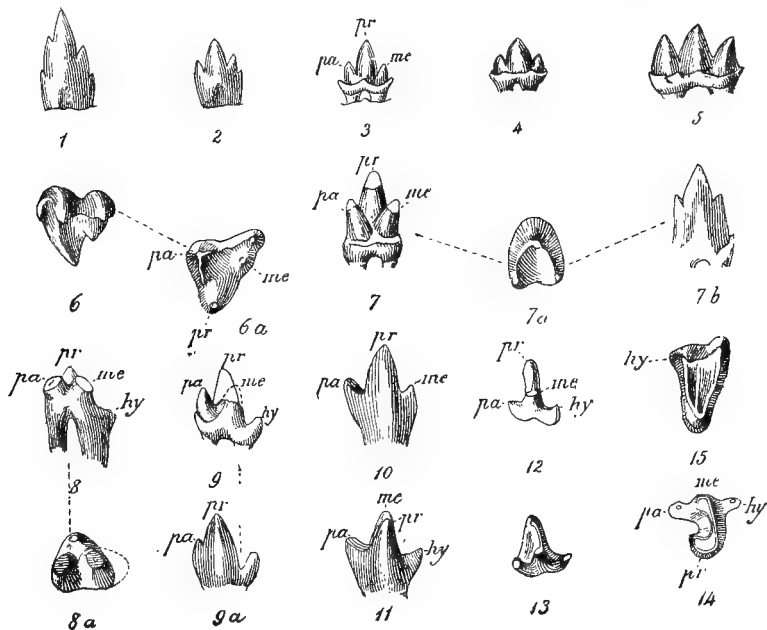 pr
pa me
1 2 3 4 5
pr
pa me
pa me
6 6a 7 7a 7b
pr
pr
pr pr
pa me me hy
pa me hy
pa me
pa hy
hy
8 9 10 12 15
pr
me
me pr
pa pa hy
pa hy
pr
8a 9a 11 13 14